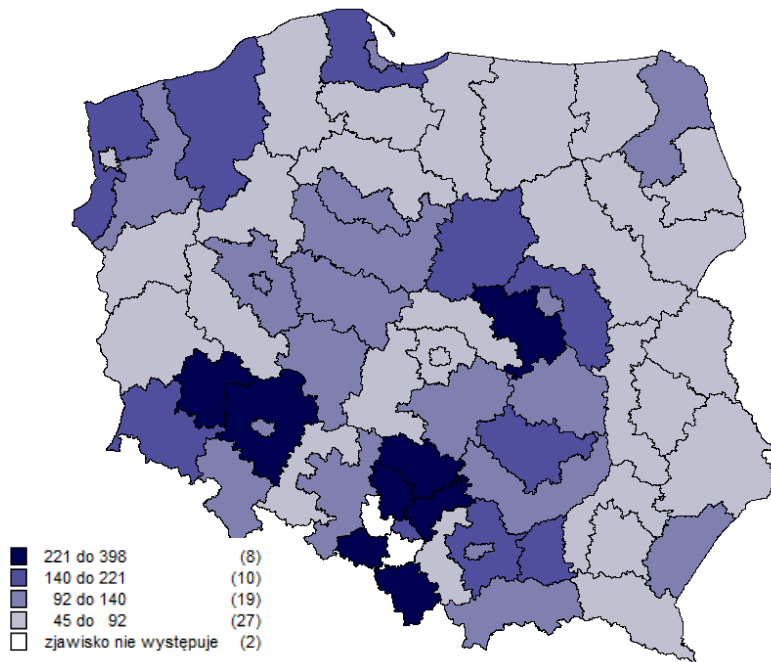 221 do 398 (8)
140 do 221 (10)
92 do 140 (19)
45 do 92 (27)
zjawisko nie występuje (2)